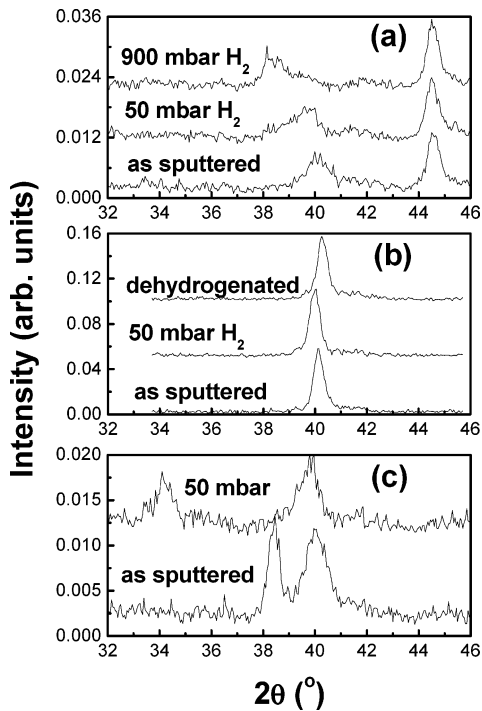 Intensity (arb. units)
0.036
0.024
0.012
0.000
(a)
900 mbar H2
50 mbar H2
as sputtered
32 34 36 38 40 42 44 46
0.16
0.12
0.08
0.04
0.00
(b)
dehydrogenated
50 mbar H2
as sputtered
32 34 36 38 40 42 44 46
0.020
0.015
0.010
0.005
0.000
(c)
50 mbar
as sputtered
32 34 36 38 40 42 44 46
2θ (°)